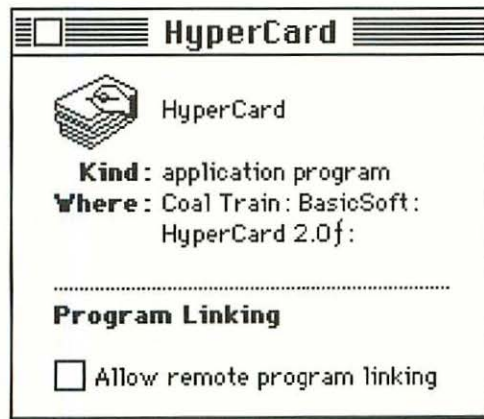 HyperCard
HyperCard
Kind: application program
Where: Coal Train: BasicSoft:
HyperCard 2.0ƒ:
Program Linking
Allow remote program linking